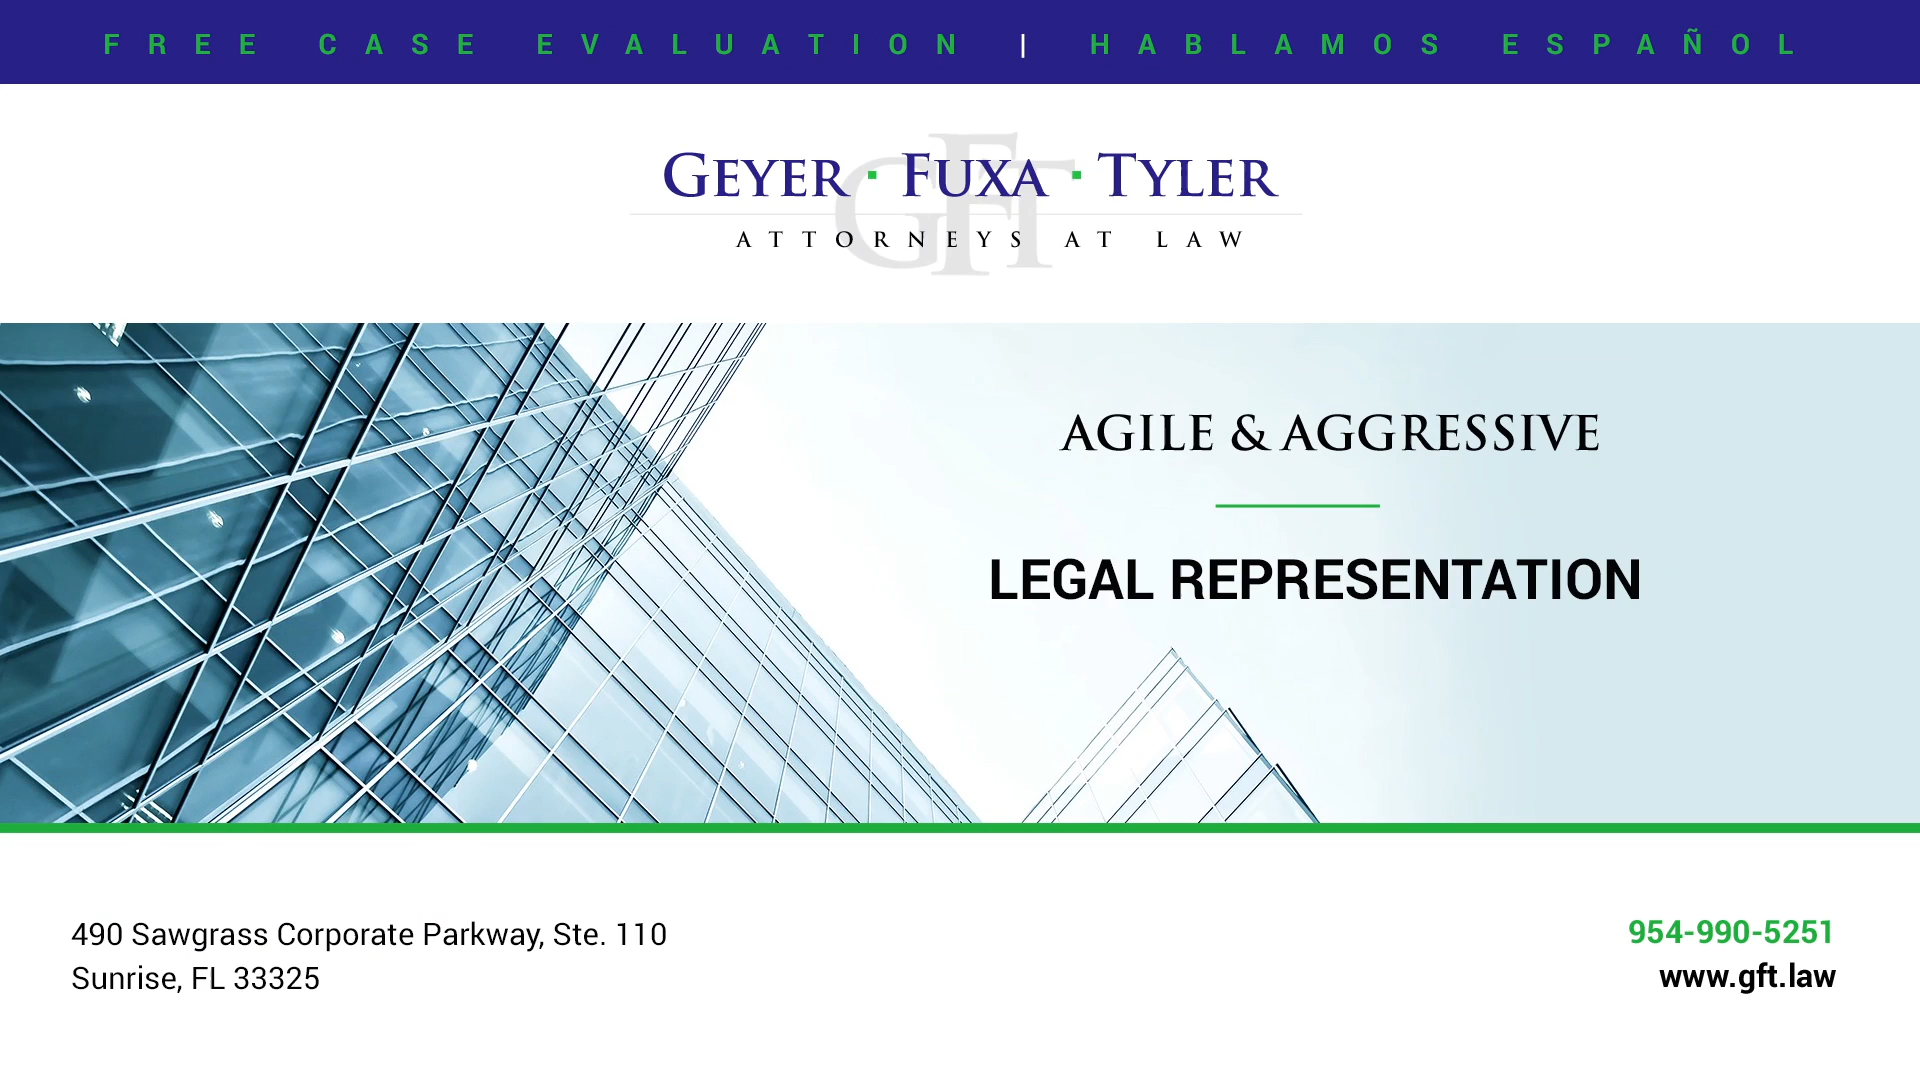 FREE CASE EVALUATION | HABLAMOS ESPAÑOL
GFT
GEYER · FUXA · TYLER
ATTORNEYS AT LAW
AGILE & AGGRESSIVE
LEGAL REPRESENTATION
490 Sawgrass Corporate Parkway, Ste. 110
Sunrise, FL 33325
954-990-5251
www.gft.law